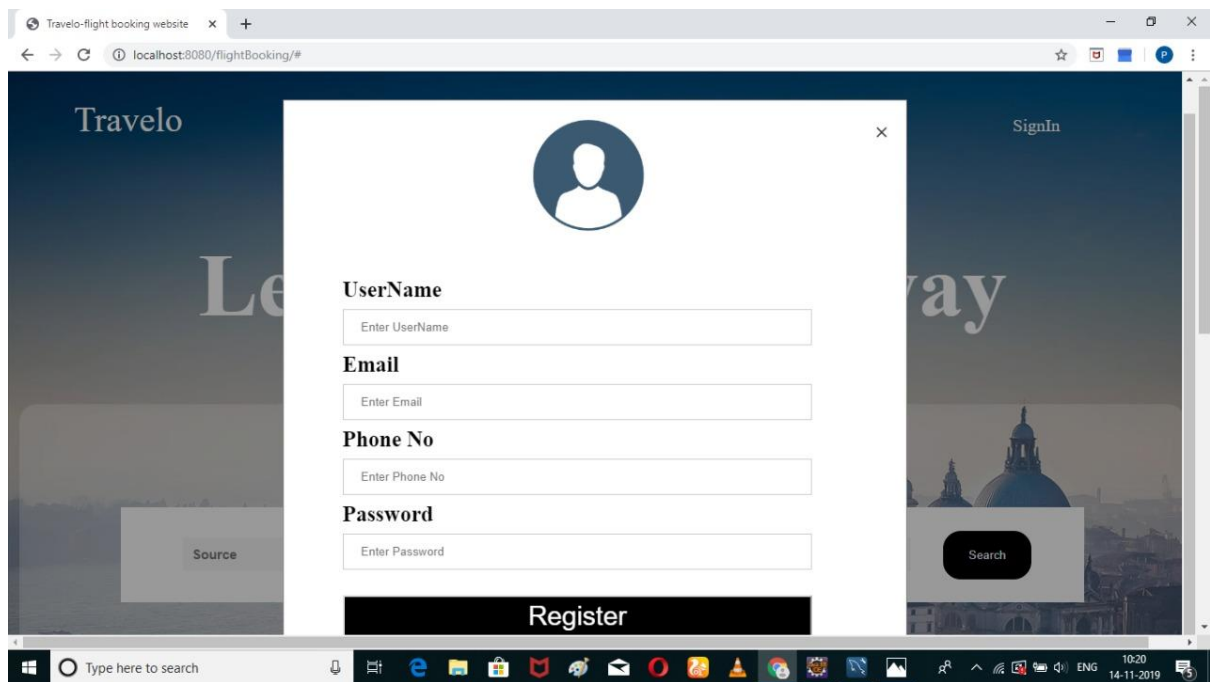 Travelo-flight booking website
localhost:8080/flightBooking/#
P
Travelo
SignIn
Le
ay
UserName
Enter UserName
Email
Enter Email
Phone No
Enter Phone No
Password
Enter Password
Source
Search
Register
Type here to search
ENG
10:20
14-11-2019
5